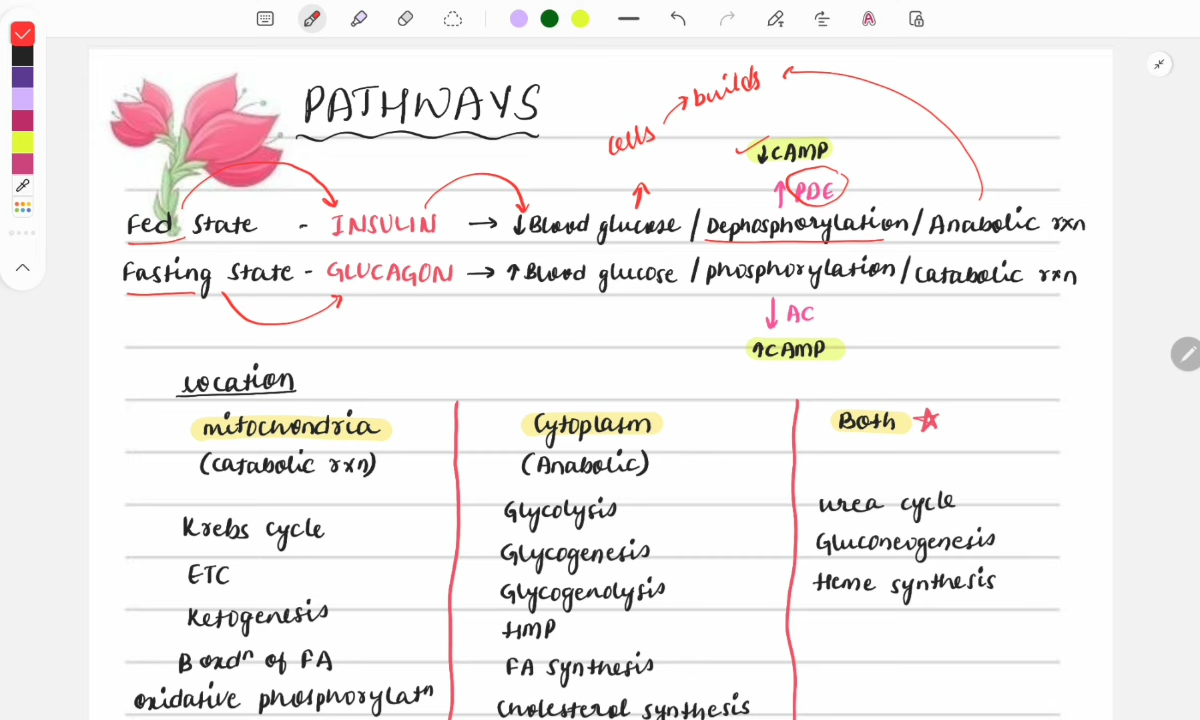 PATHWAYS
cells → builds
↓CAMP
↑ PDE
Fed State - INSULIN → ↓Blood glucose / Dephosphorylation / Anabolic rxn
Fasting State - GLUCAGON → ↑ Blood glucose / phosphorylation / catabolic rxn
↓ AC
↑CAMP
location
mitochondria
(catabolic rxn)
Krebs cycle
ETC
Ketogenesis
B oxdⁿ of FA
oxidative phosphorylatⁿ
Cytoplasm
(Anabolic)
Glycolysis
Glycogenesis
Glycogenolysis
HMP
FA synthesis
Cholesterol synthesis
Both ☆
urea cycle
Gluconeogenesis
Heme synthesis